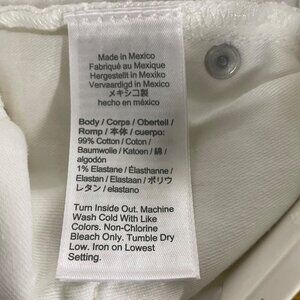 Made in Mexico
Fabriqué au Mexique
Hergestellt in Mexiko
Vervaardigd in Mexico
メキシコ製
hecho en méxico
Body / Corps / Oberteil /
Romp / 本体 / cuerpo:
99% Cotton / Coton /
Baumwolle / Katoen / 綿 /
algodón
1% Elastane / Élasthanne /
Elastan / Elastaan / ポリウ
レタン / elastano
Turn Inside Out. Machine
Wash Cold With Like
Colors. Non-Chlorine
Bleach Only. Tumble Dry
Low. Iron on Lowest
Setting.